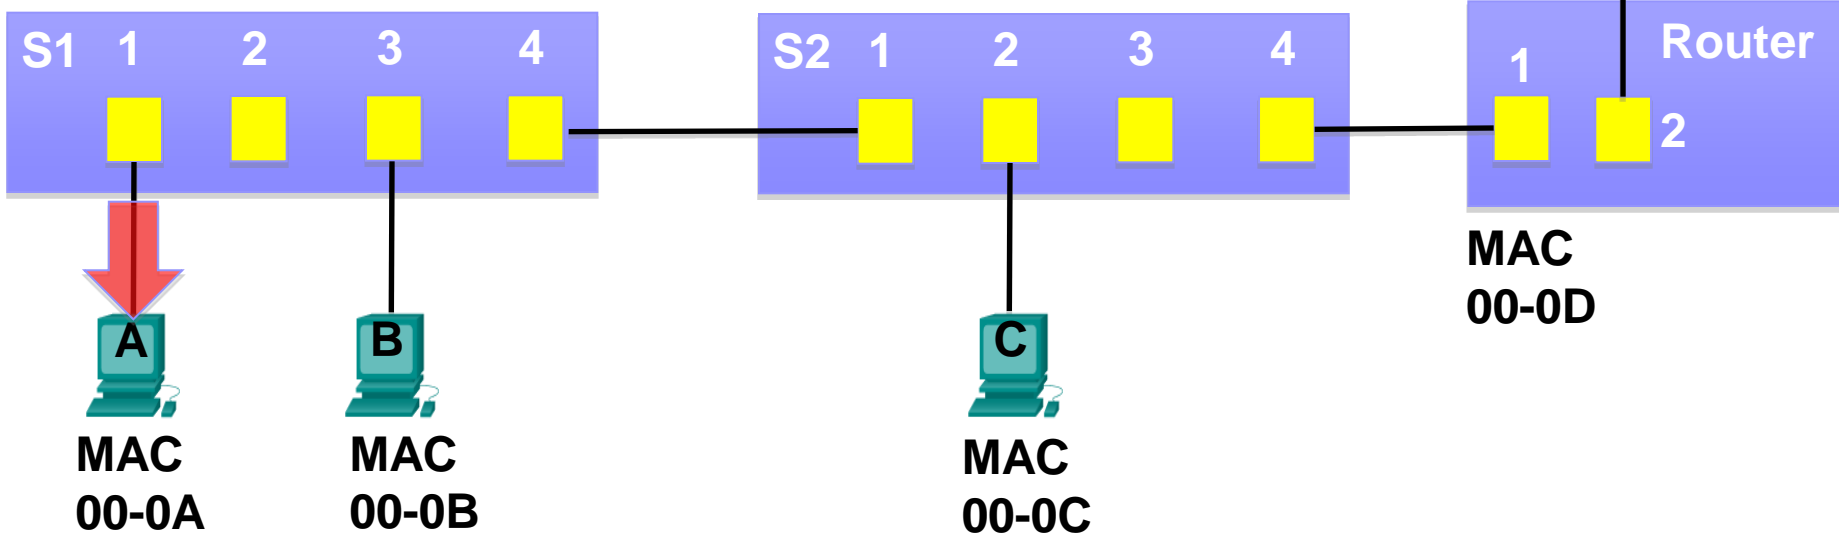 S1 1 2 3 4
S2 1 2 3 4
Router
1
2
MAC
00-0D
A
B
C
MAC
00-0A
MAC
00-0B
MAC
00-0C